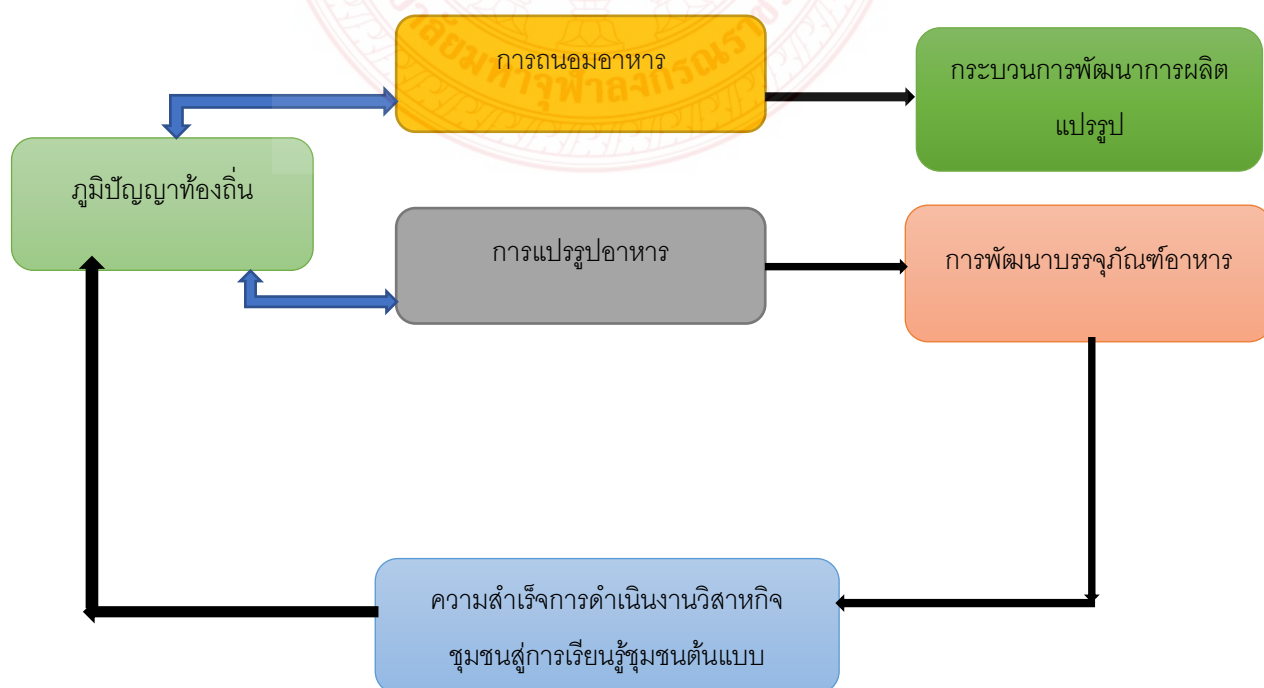 การถนอมอาหาร
กระบวนการพัฒนาการผลิต
แปรรูป
ภูมิปัญญาท้องถิ่น
การแปรรูปอาหาร
การพัฒนาบรรจุภัณฑ์อาหาร
ความสำเร็จการดำเนินงานวิสาหกิจ
ชุมชนสู่การเรียนรู้ชุมชนต้นแบบ